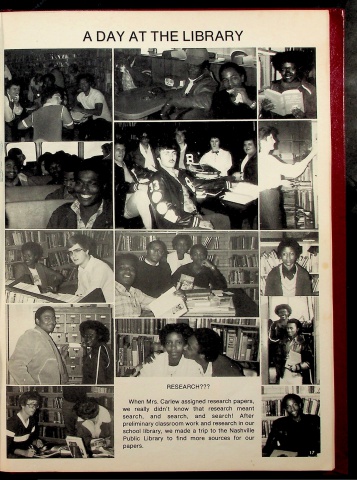 A DAY AT THE LIBRARY
B
RESEARCH???
When Mrs. Carlew assigned research papers,
we really didn't know that research meant
search, and search, and search! After
preliminary classroom work and research in our
school library, we made a trip to the Nashville
Public Library to find more sources for our
papers.
17